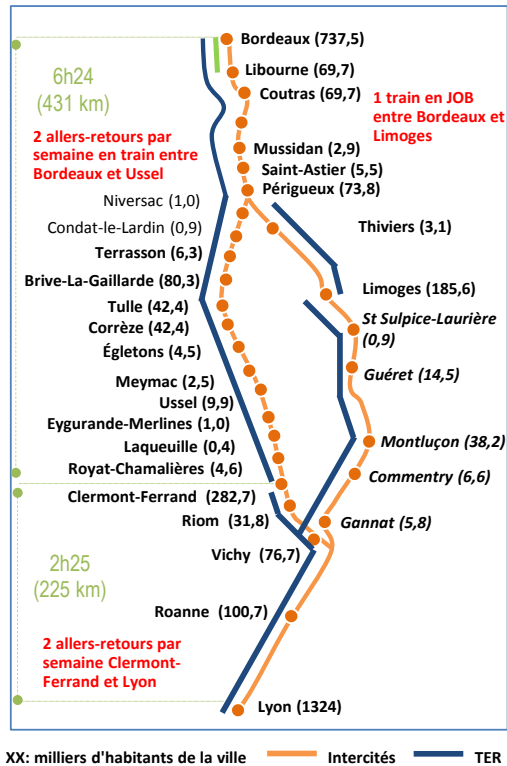 Bordeaux (737,5)
Libourne (69,7)
Coutras (69,7)
6h24
(431 km)
1 train en JOB
entre Bordeaux et
Limoges
2 allers-retours par
semaine en train entre
Bordeaux et Ussel
Mussidan (2,9)
Saint-Astier (5,5)
Périgueux (73,8)
Niversac (1,0)
Condat-le-Lardin (0,9)
Thiviers (3,1)
Terrasson (6,3)
Brive-La-Gaillarde (80,3)
Limoges (185,6)
Tulle (42,4)
Corrèze (42,4)
St Sulpice-Laurière
(0,9)
Égletons (4,5)
Guéret (14,5)
Meymac (2,5)
Ussel (9,9)
Eygurande-Merlines (1,0)
Laqueuille (0,4)
Montluçon (38,2)
Royat-Chamalières (4,6)
Commentry (6,6)
Clermont-Ferrand (282,7)
Riom (31,8)
Gannat (5,8)
Vichy (76,7)
2h25
(225 km)
Roanne (100,7)
2 allers-retours par
semaine Clermont-
Ferrand et Lyon
Lyon (1324)
XX: milliers d'habitants de la ville
Intercités
TER